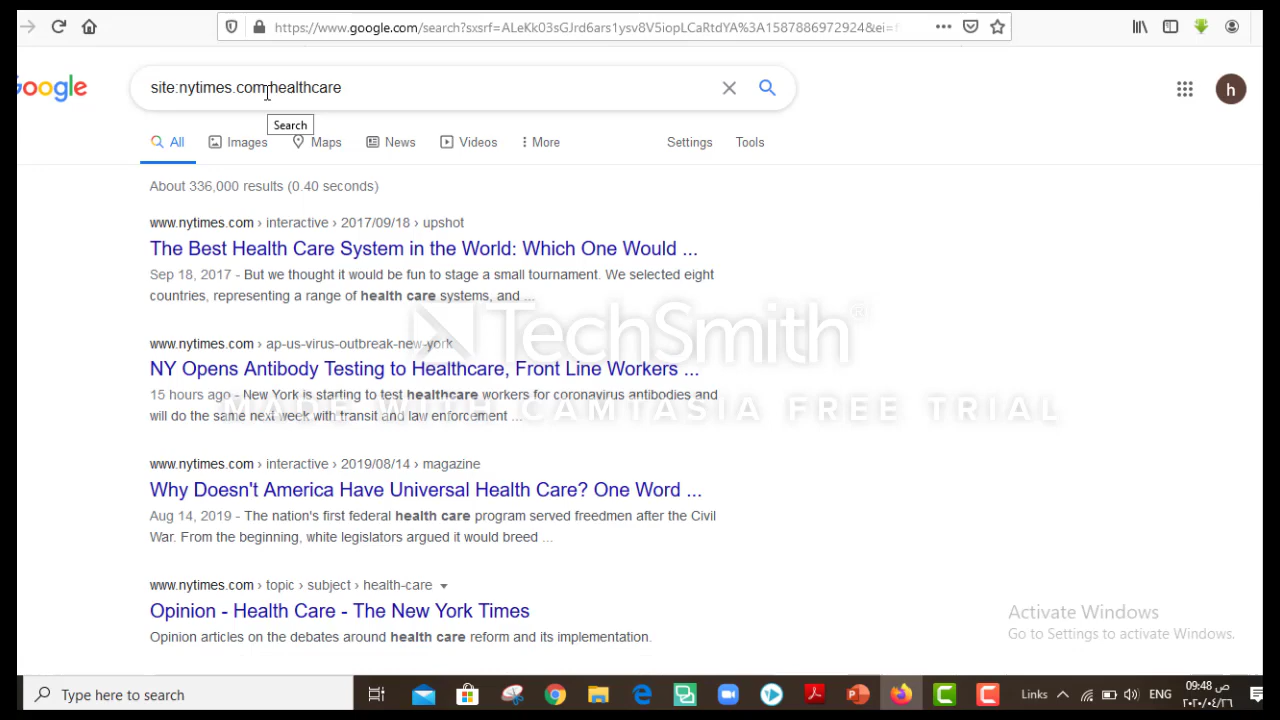 https://www.google.com/search?sxsrf=ALeKk03sGJrd6ars1ysv8V5iopLCaRtdYA%3A1587886972924&ei=
Google
site:nytimes.com healthcare
h
Search
All Images Maps News Videos More Settings Tools
About 336,000 results (0.40 seconds)
www.nytimes.com › interactive › 2017/09/18 › upshot
The Best Health Care System in the World: Which One Would ...
Sep 18, 2017 - But we thought it would be fun to stage a small tournament. We selected eight
countries, representing a range of health care systems, and ...
www.nytimes.com › ap-us-virus-outbreak-new-york
NY Opens Antibody Testing to Healthcare, Front Line Workers ...
15 hours ago - New York is starting to test healthcare workers for coronavirus antibodies and
will do the same next week with transit and law enforcement ...
TechSmith®
MADE WITH CAMTASIA FREE TRIAL
www.nytimes.com › interactive › 2019/08/14 › magazine
Why Doesn't America Have Universal Health Care? One Word ...
Aug 14, 2019 - The nation's first federal health care program served freedmen after the Civil
War. From the beginning, white legislators argued it would breed ...
www.nytimes.com › topic › subject › health-care
Opinion - Health Care - The New York Times
Opinion articles on the debates around health care reform and its implementation.
Activate Windows
Go to Settings to activate Windows.
Type here to search
Links
ENG
09:48 ص
٢٠٢٠/٠٤/٢٦